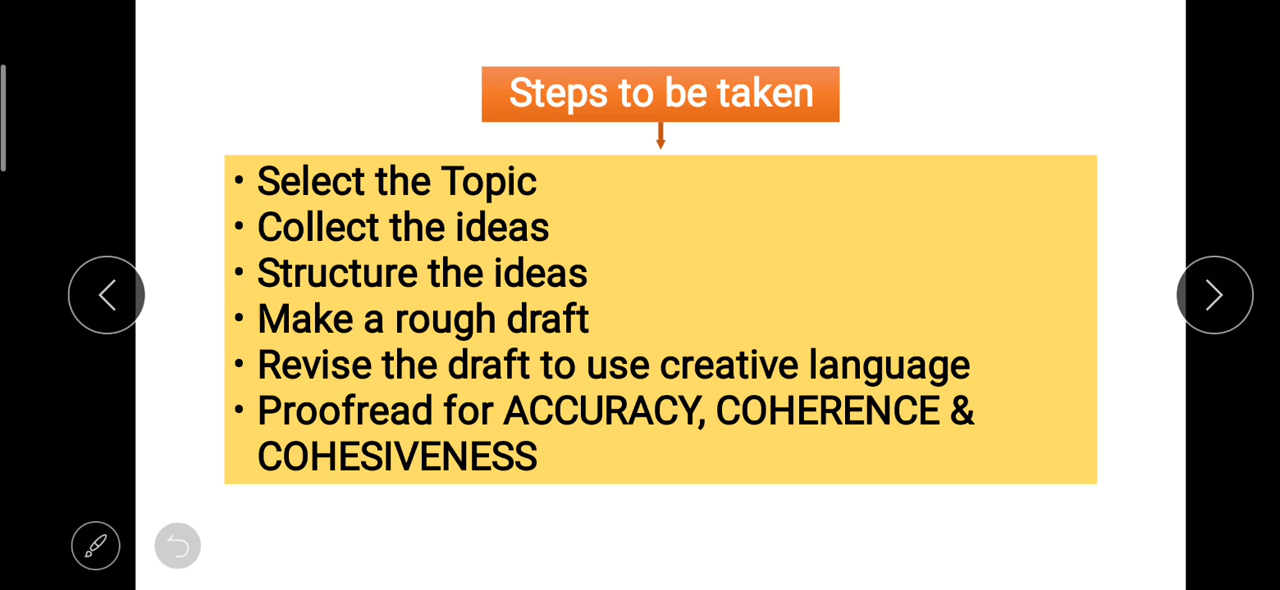 Steps to be taken
• Select the Topic
• Collect the ideas
• Structure the ideas
• Make a rough draft
• Revise the draft to use creative language
• Proofread for ACCURACY, COHERENCE &
COHESIVENESS